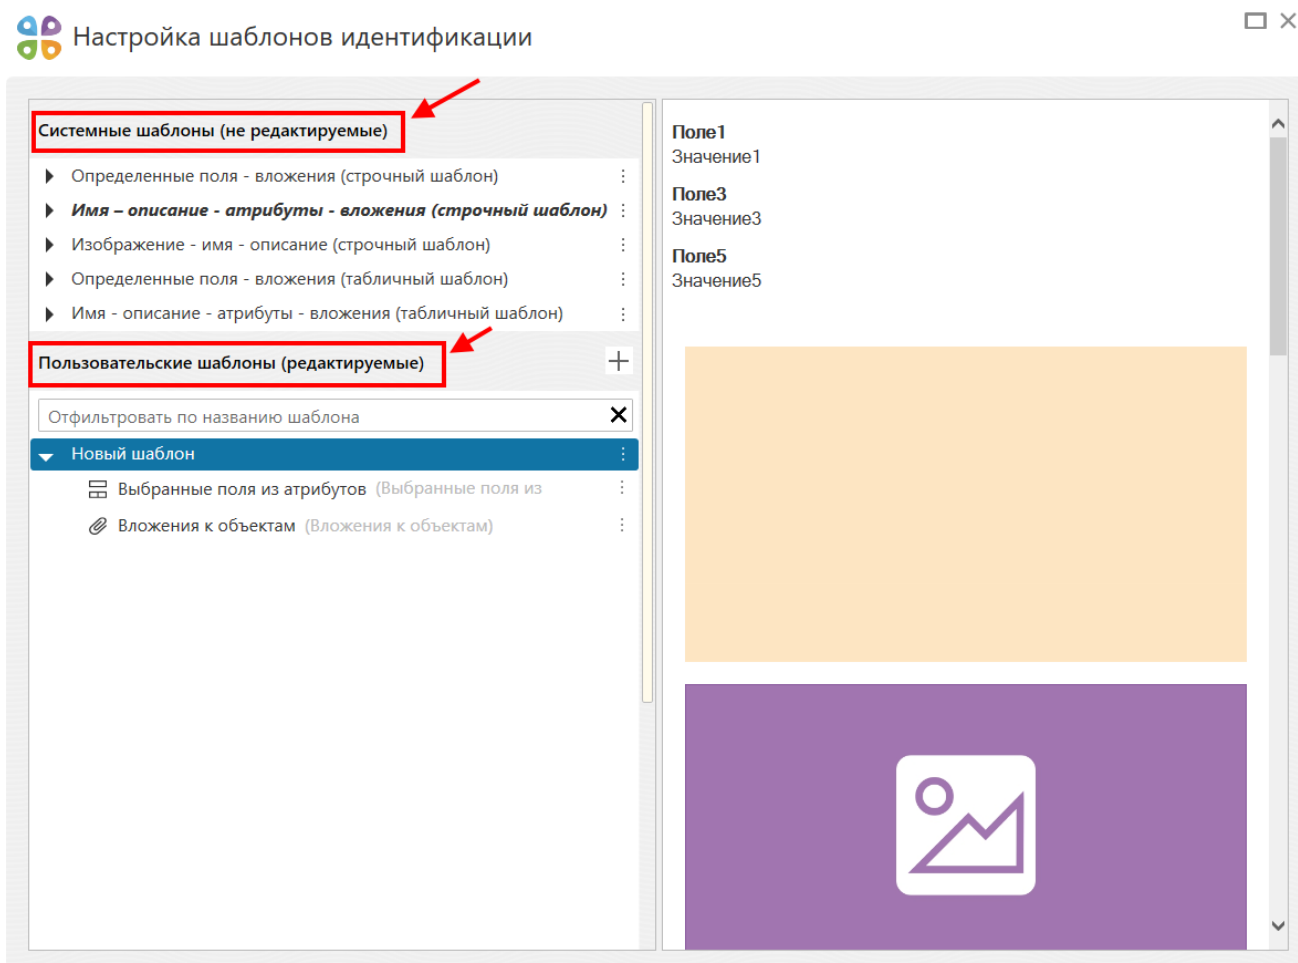 Настройка шаблонов идентификации
Системные шаблоны (не редактируемые)
Определенные поля - вложения (строчный шаблон)
Имя – описание - атрибуты - вложения (строчный шаблон)
Изображение - имя - описание (строчный шаблон)
Определенные поля - вложения (табличный шаблон)
Имя - описание - атрибуты - вложения (табличный шаблон)
Пользовательские шаблоны (редактируемые)
Отфильтровать по названию шаблона
Новый шаблон
Выбранные поля из атрибутов (Выбранные поля из
Вложения к объектам (Вложения к объектам)
Поле1
Значение1
Поле3
Значение3
Поле5
Значение5